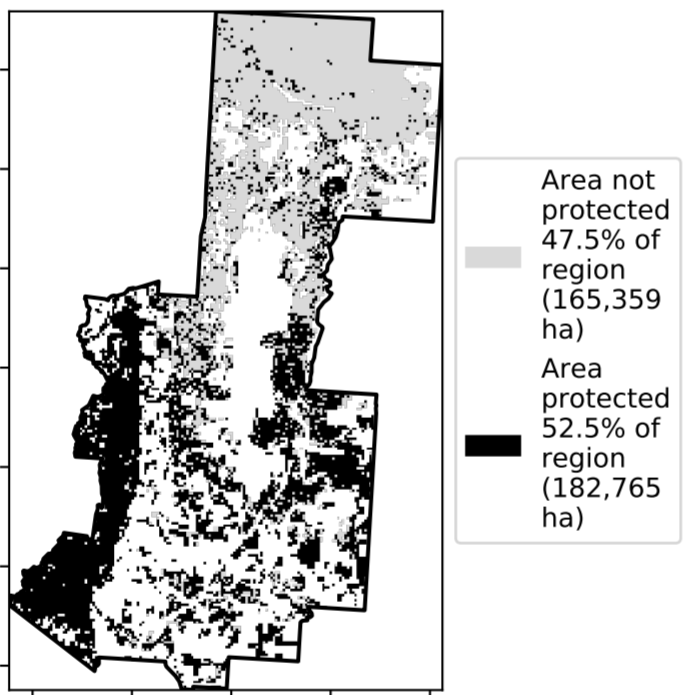 Area not
protected
47.5% of
region
(165,359
ha)
Area
protected
52.5% of
region
(182,765
ha)